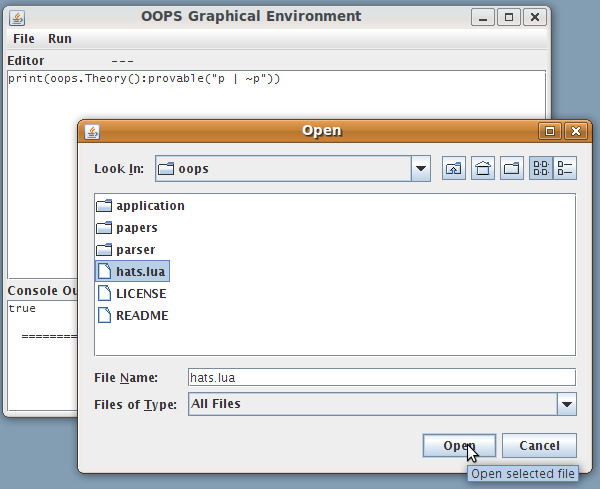 OOPS Graphical Environment
File Run
Editor ---
print(oops.Theory():provable("p | ~p"))
Open
Look In: oops
application
papers
parser
hats.lua
LICENSE
README
Console Ou
true
=========
File Name: hats.lua
Files of Type: All Files
Open Cancel
Open selected file